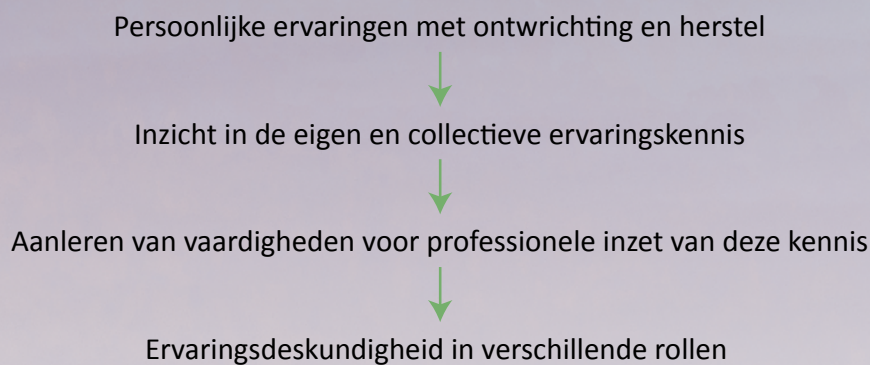 Persoonlijke ervaringen met ontwrichting en herstel
Inzicht in de eigen en collectieve ervaringskennis
Aanleren van vaardigheden voor professionele inzet van deze kennis
Ervaringsdeskundigheid in verschillende rollen